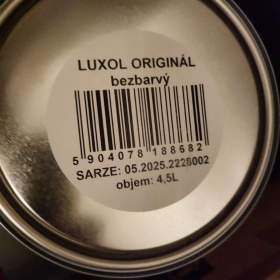 LUXOL ORIGINÁL
bezbarvý
5 904078 188682
SARZE: 05.2025.2228002
objem: 4,5L